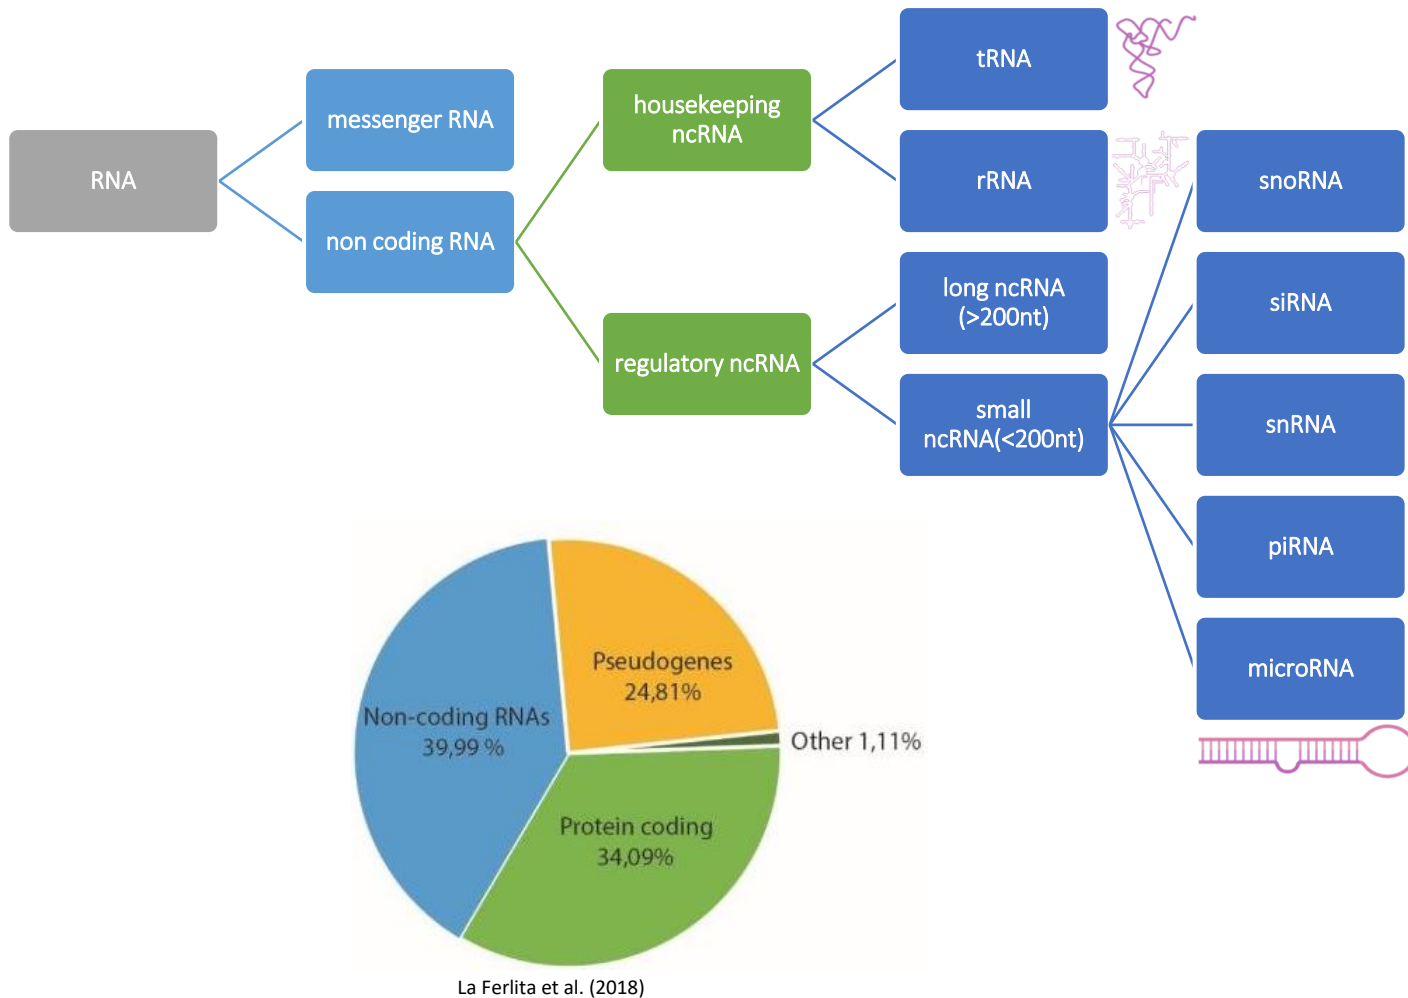 RNA
messenger RNA
non coding RNA
housekeeping
ncRNA
regulatory ncRNA
tRNA
rRNA
long ncRNA
(>200nt)
small
ncRNA(<200nt)
snoRNA
siRNA
snRNA
piRNA
microRNA
Pseudogenes
24,81%
Non-coding RNAs
39,99 %
Other 1,11%
Protein coding
34,09%
La Ferlita et al. (2018)